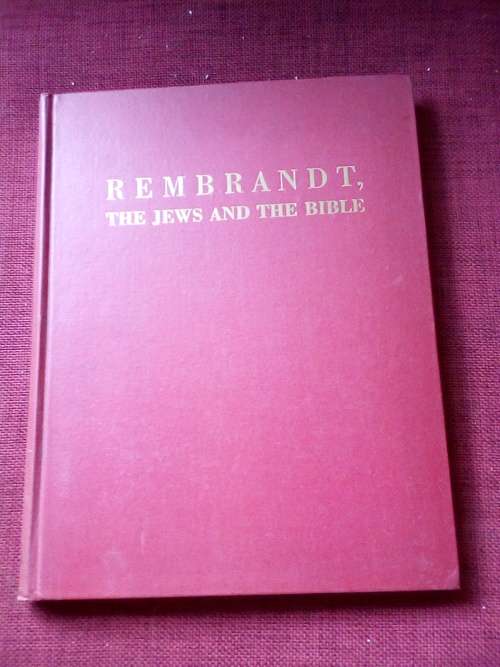 REMBRANDT,
THE JEWS AND THE BIBLE